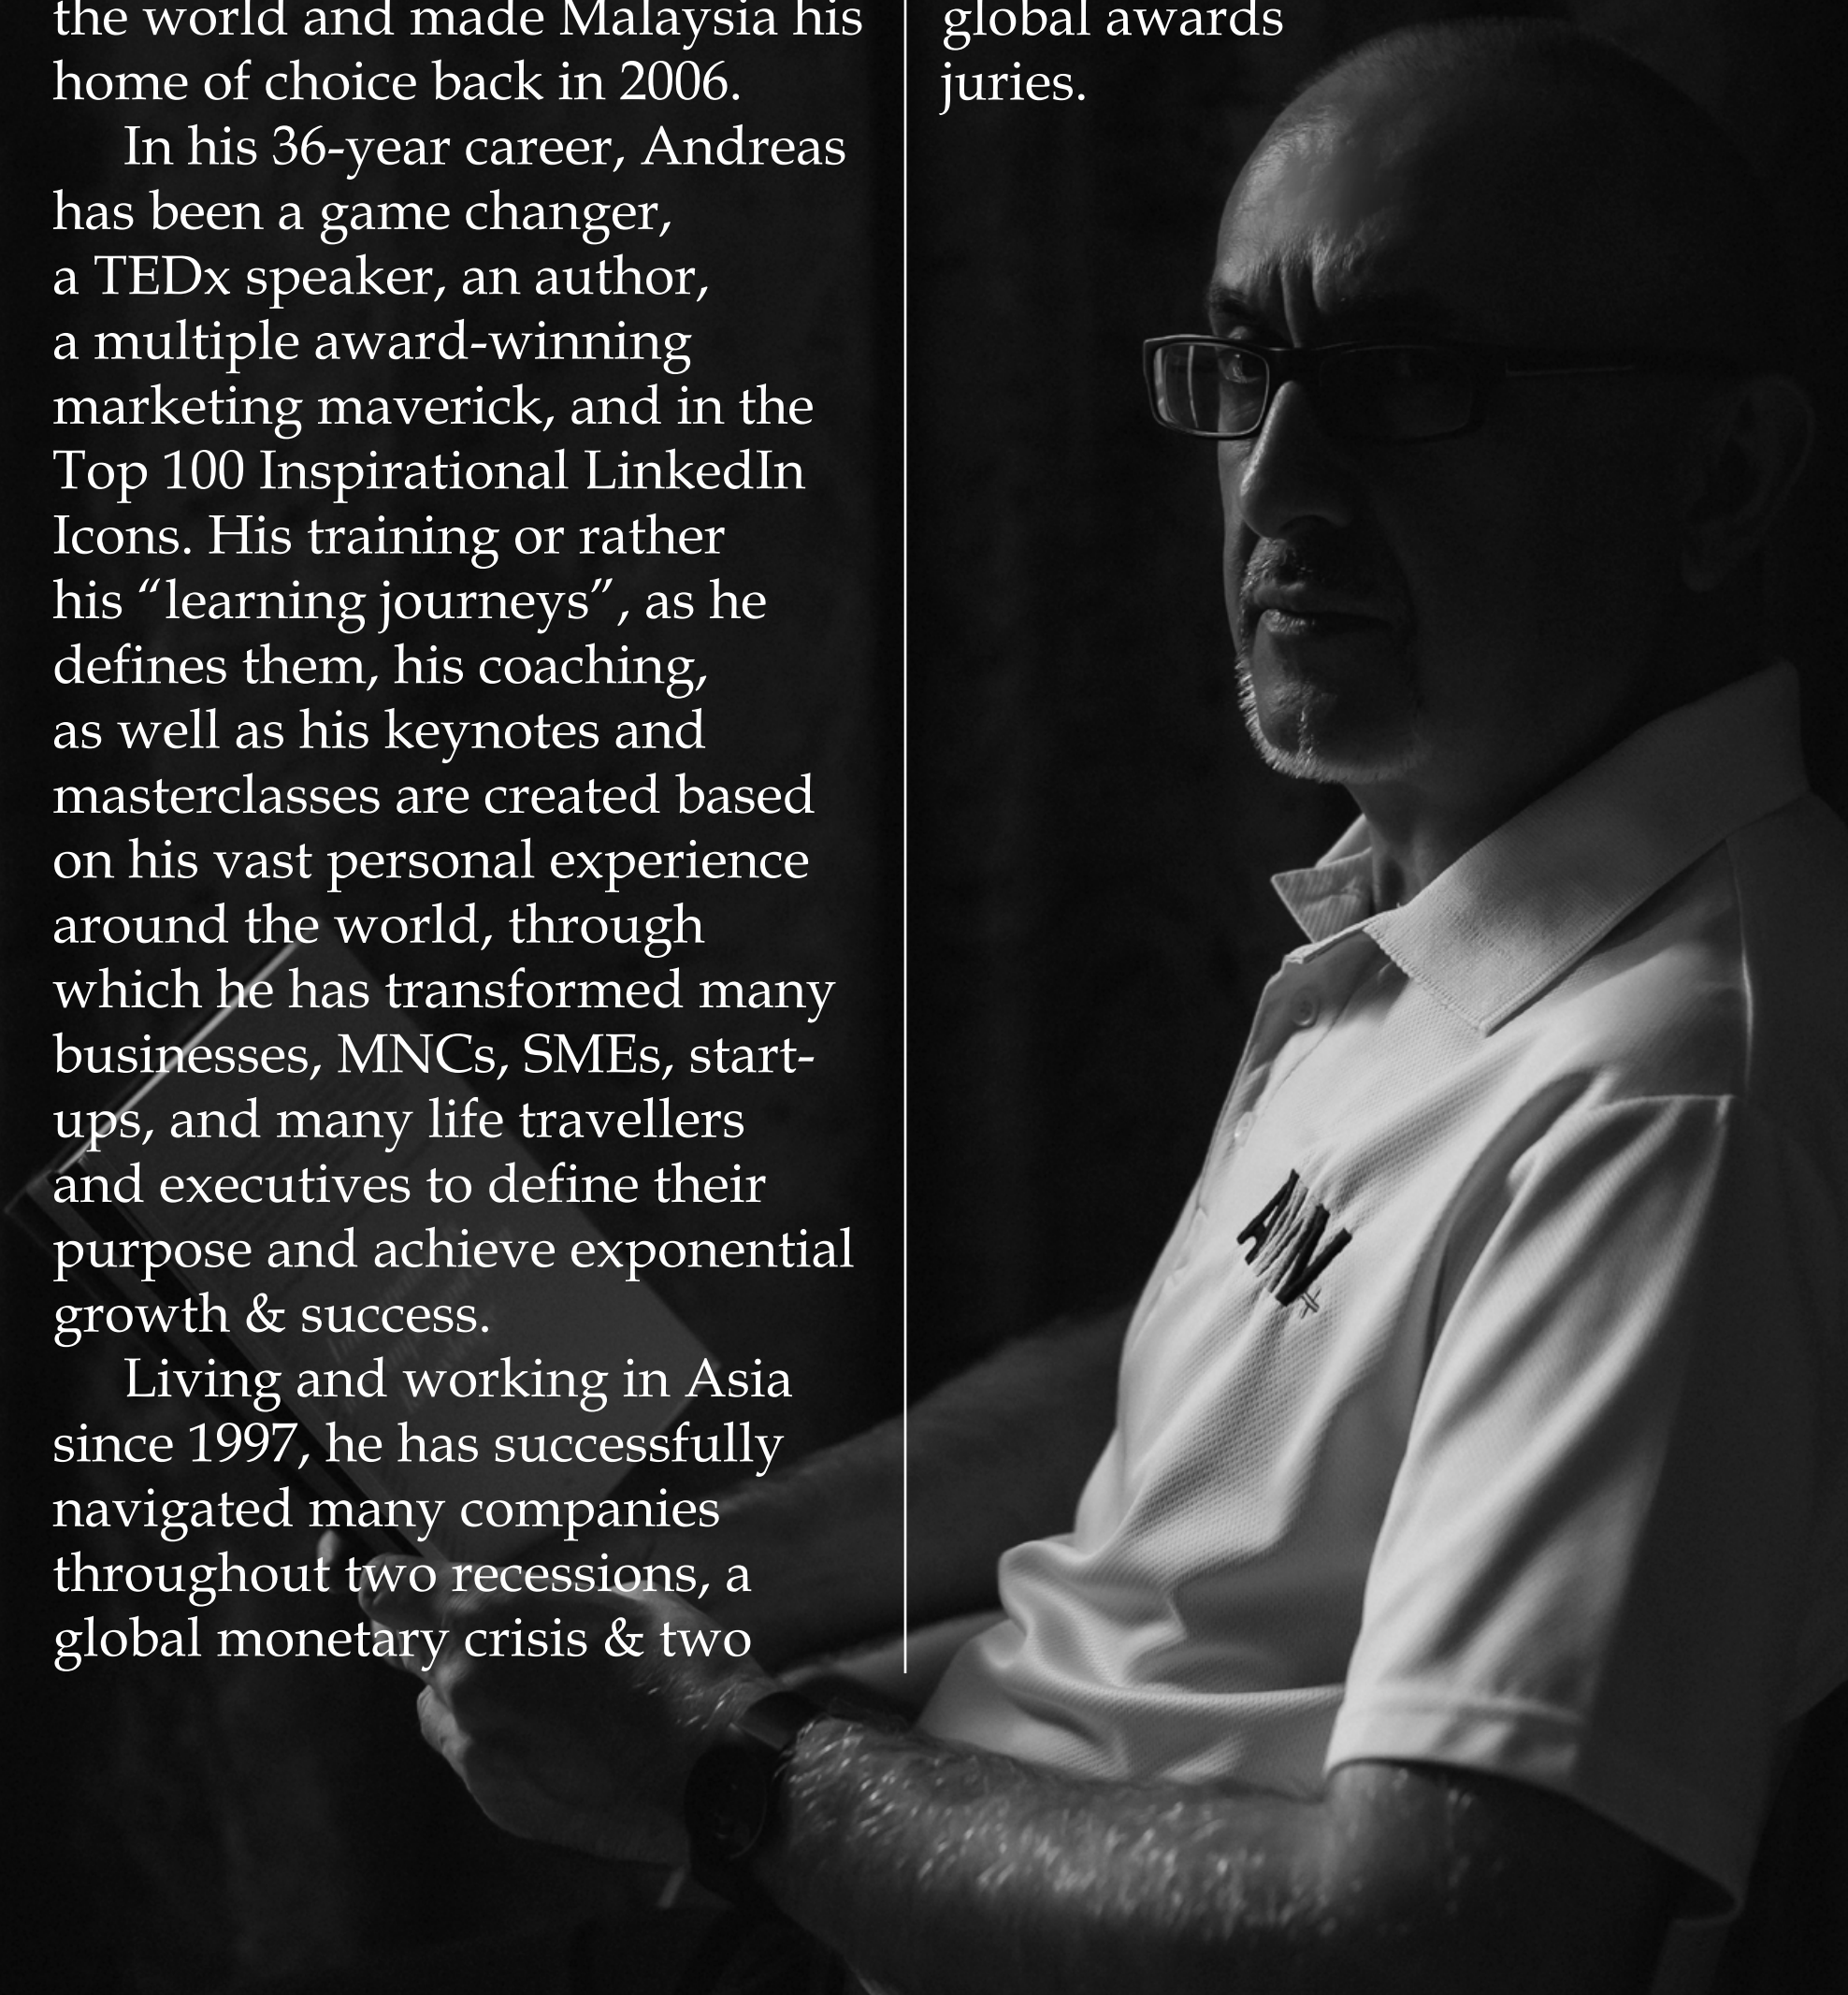 the world and made Malaysia his
home of choice back in 2006.
In his 36-year career, Andreas
has been a game changer,
a TEDx speaker, an author,
a multiple award-winning
marketing maverick, and in the
Top 100 Inspirational LinkedIn
Icons. His training or rather
his “learning journeys”, as he
defines them, his coaching,
as well as his keynotes and
masterclasses are created based
on his vast personal experience
around the world, through
which he has transformed many
businesses, MNCs, SMEs, start-
ups, and many life travellers
and executives to define their
purpose and achieve exponential
growth & success.
Living and working in Asia
since 1997, he has successfully
navigated many companies
throughout two recessions, a
global monetary crisis & two
global awards
juries.